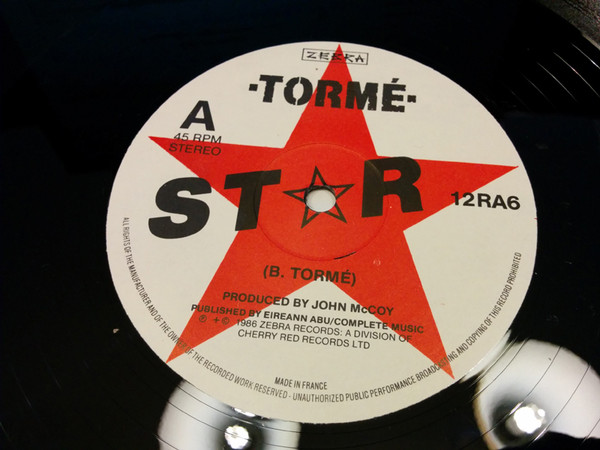 ZEBRA
·TORMÉ·
A
45 RPM
STEREO
ST☆R
12RA6
(B. TORMÉ)
PRODUCED BY JOHN McCOY
PUBLISHED BY EIREANN ABU/COMPLETE MUSIC
℗ + © 1986 ZEBRA RECORDS: A DIVISION OF
CHERRY RED RECORDS LTD
MADE IN FRANCE
ALL RIGHTS OF THE MANUFACTURER AND OF THE OWNER OF THE RECORDED WORK RESERVED - UNAUTHORIZED PUBLIC PERFORMANCE BROADCASTING AND COPYING OF THIS RECORD PROHIBITED